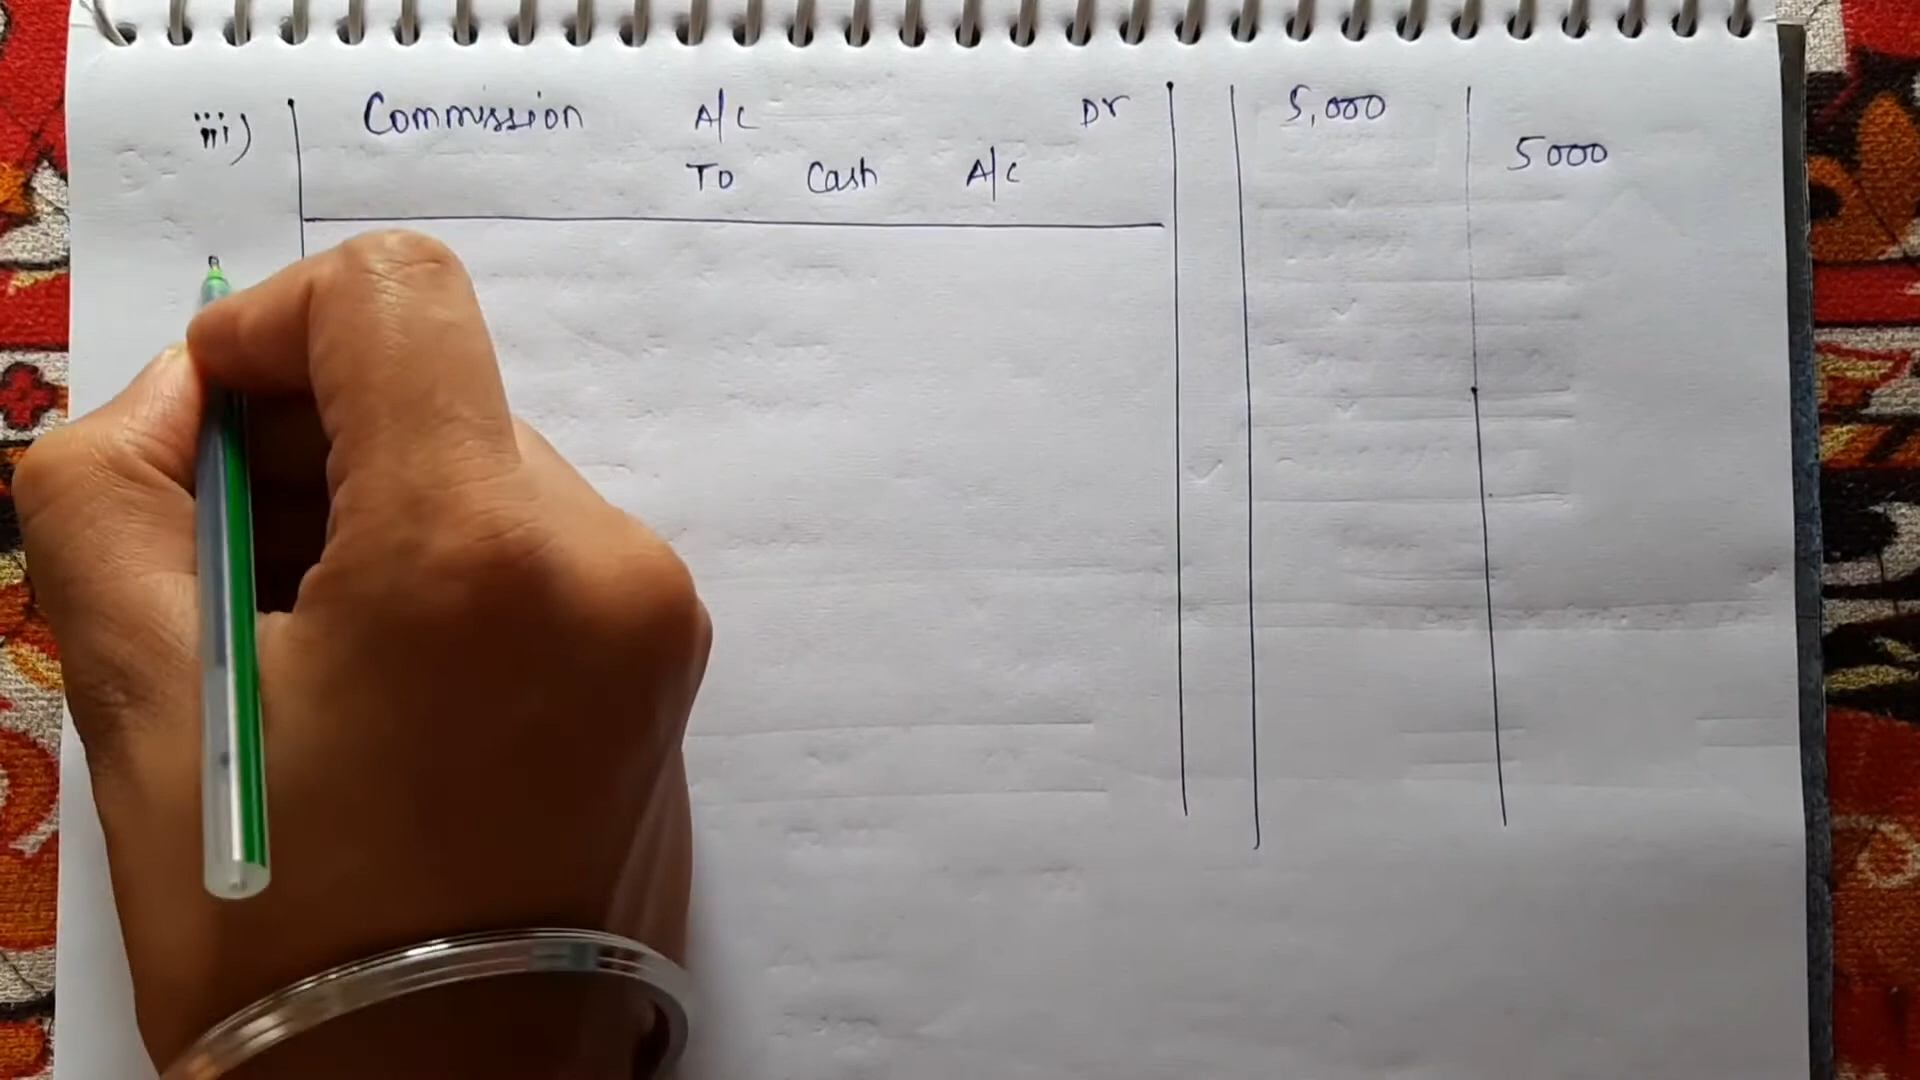 iii) Commission A/C Dr 5,000
To Cash A/C 5000